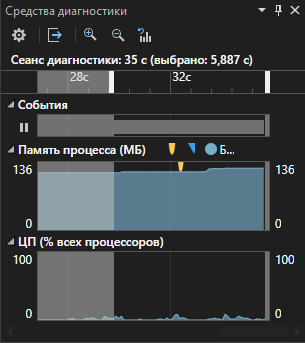 Средства диагностики
Сеанс диагностики: 35 с (выбрано: 5,887 с)
28с 32с
События
Память процесса (МБ) Б...
136 136
0 0
ЦП (% всех процессоров)
100 100
0 0